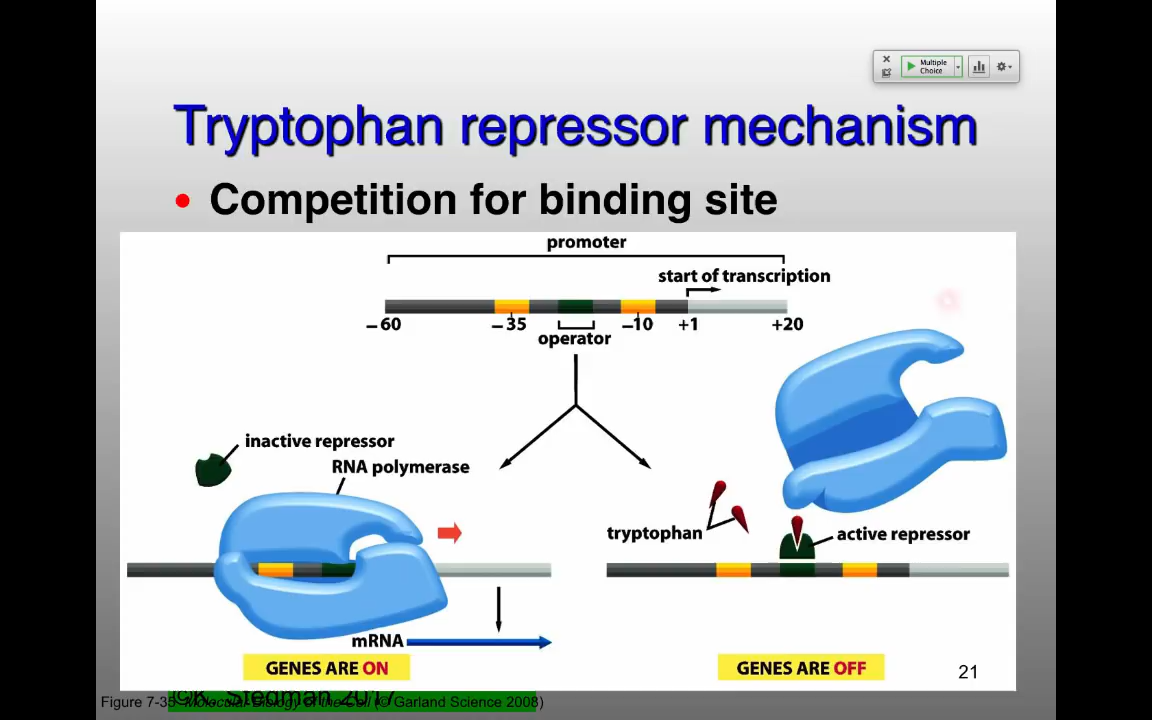 Multiple
Choice
Tryptophan repressor mechanism
• Competition for binding site
promoter
start of transcription
−60
−35
−10
+1
+20
operator
inactive repressor
RNA polymerase
tryptophan
active repressor
mRNA
GENES ARE ON
GENES ARE OFF
21
©K. Stedman 2017
Figure 7-35 Molecular Biology of the Cell (© Garland Science 2008)